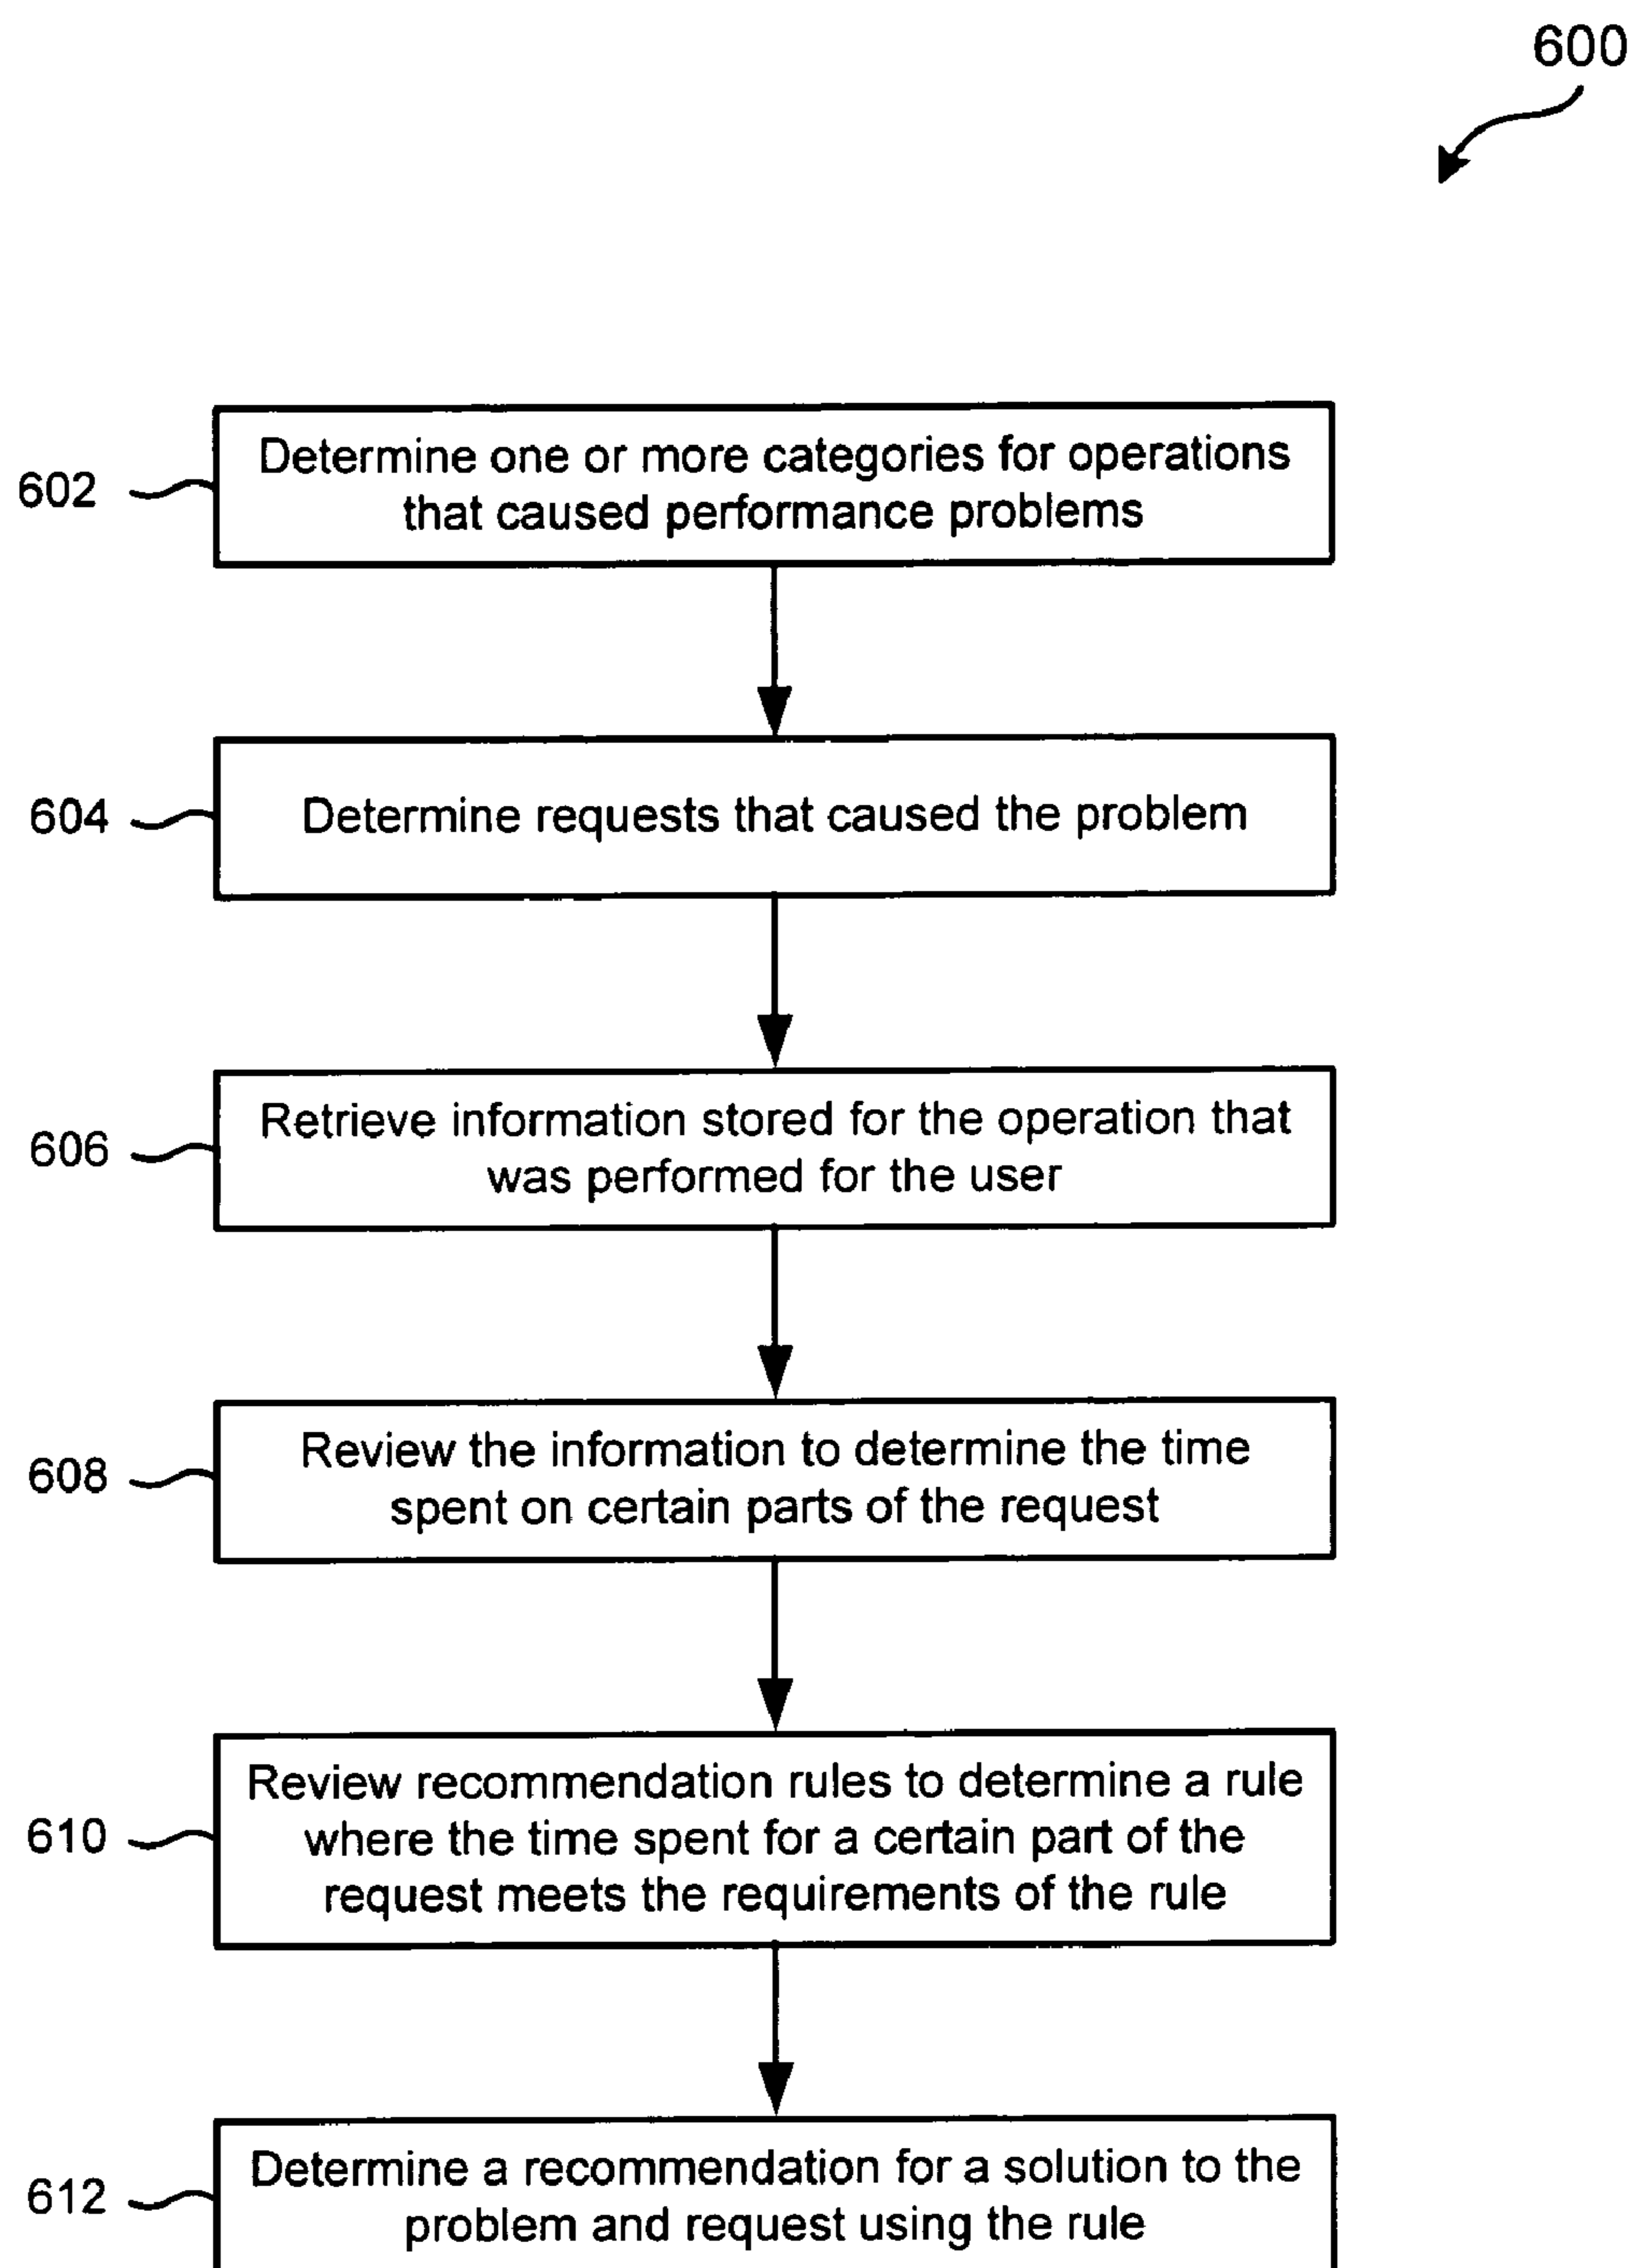 600
602
Determine one or more categories for operations
that caused performance problems
604
Determine requests that caused the problem
606
Retrieve information stored for the operation that
was performed for the user
608
Review the information to determine the time
spent on certain parts of the request
610
Review recommendation rules to determine a rule
where the time spent for a certain part of the
request meets the requirements of the rule
612
Determine a recommendation for a solution to the
problem and request using the rule